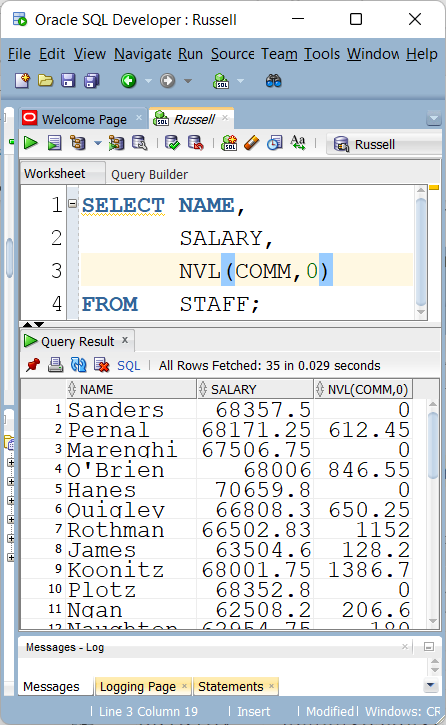 Oracle SQL Developer : Russell
File Edit View Navigate Run Source Team Tools Window Help
Welcome Page Russell
Russell
Worksheet Query Builder
1 SELECT NAME,
2 SALARY,
3 NVL(COMM,0)
4 FROM STAFF;
Query Result x
SQL | All Rows Fetched: 35 in 0.029 seconds
NAME SALARY NVL(COMM,0)
1 Sanders 68357.5 0
2 Pernal 68171.25 612.45
3 Marenghi 67506.75 0
4 O'Brien 68006 846.55
5 Hanes 70659.8 0
6 Quigley 66808.3 650.25
7 Rothman 66502.83 1152
8 James 63504.6 128.2
9 Koonitz 68001.75 1386.7
10 Plotz 68352.8 0
11 Ngan 62508.2 206.6
12 Naughton 62954.75 180
Messages - Log
Messages Logging Page Statements
Line 3 Column 19 | Insert | Modified | Windows: CR